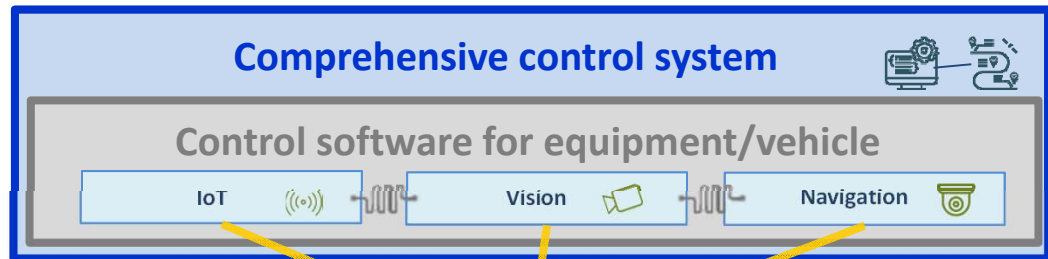 Comprehensive control system
Control software for equipment/vehicle
IoT
Vision
Navigation